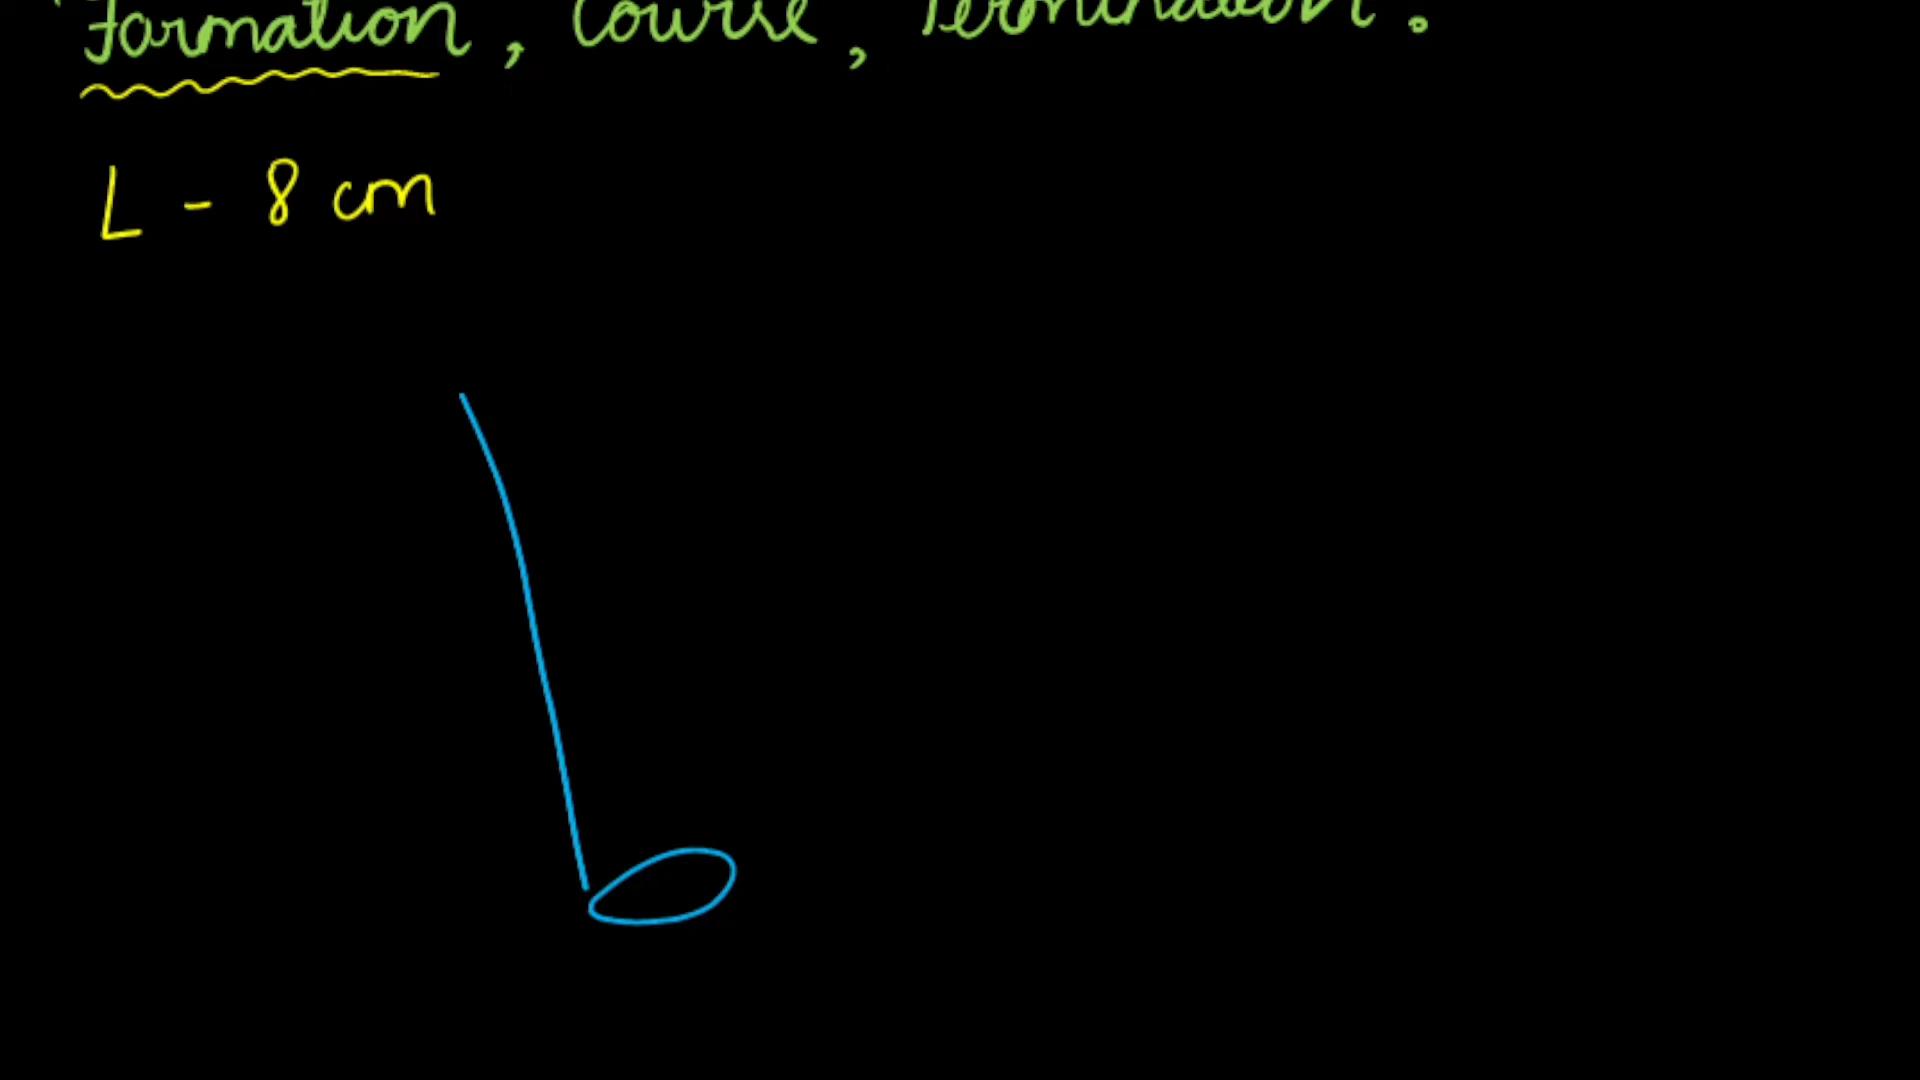 Formation, Course, Termination.
L - 8 cm